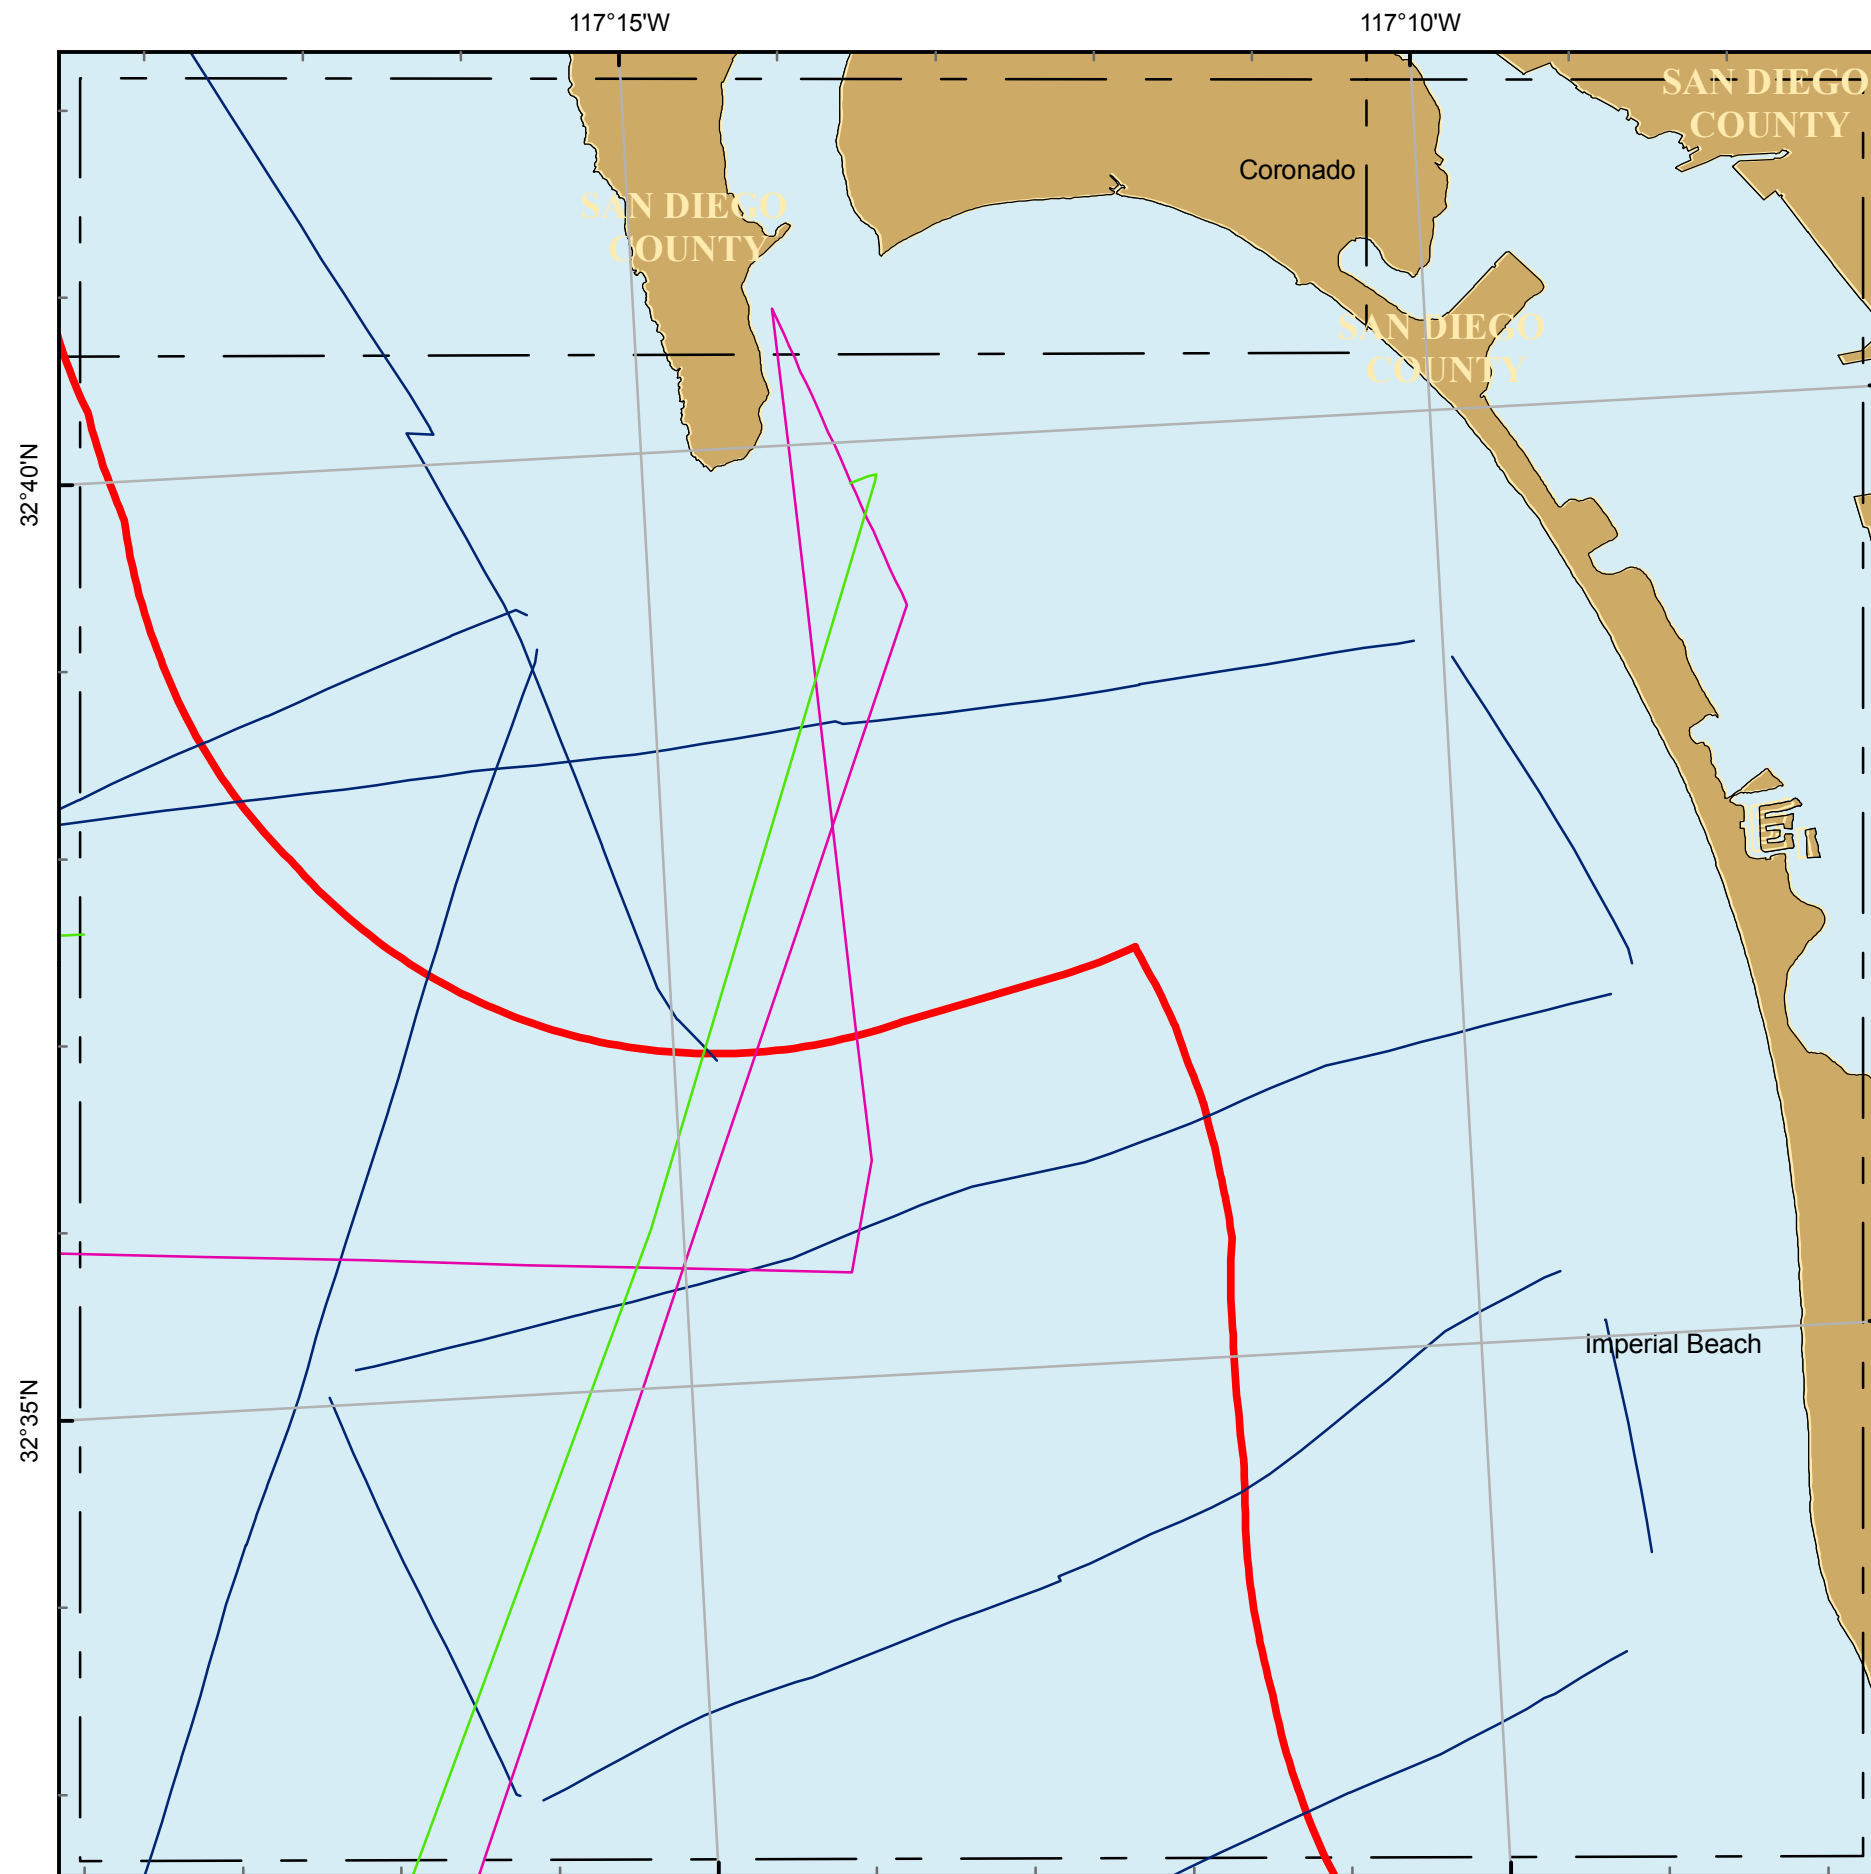 117°15'W
117°10'W
SAN DIEGO
COUNTY
Coronado
SAN DIEGO
COUNTY
SAN DIEGO
COUNTY
32°40'N
Imperial Beach
32°35'N